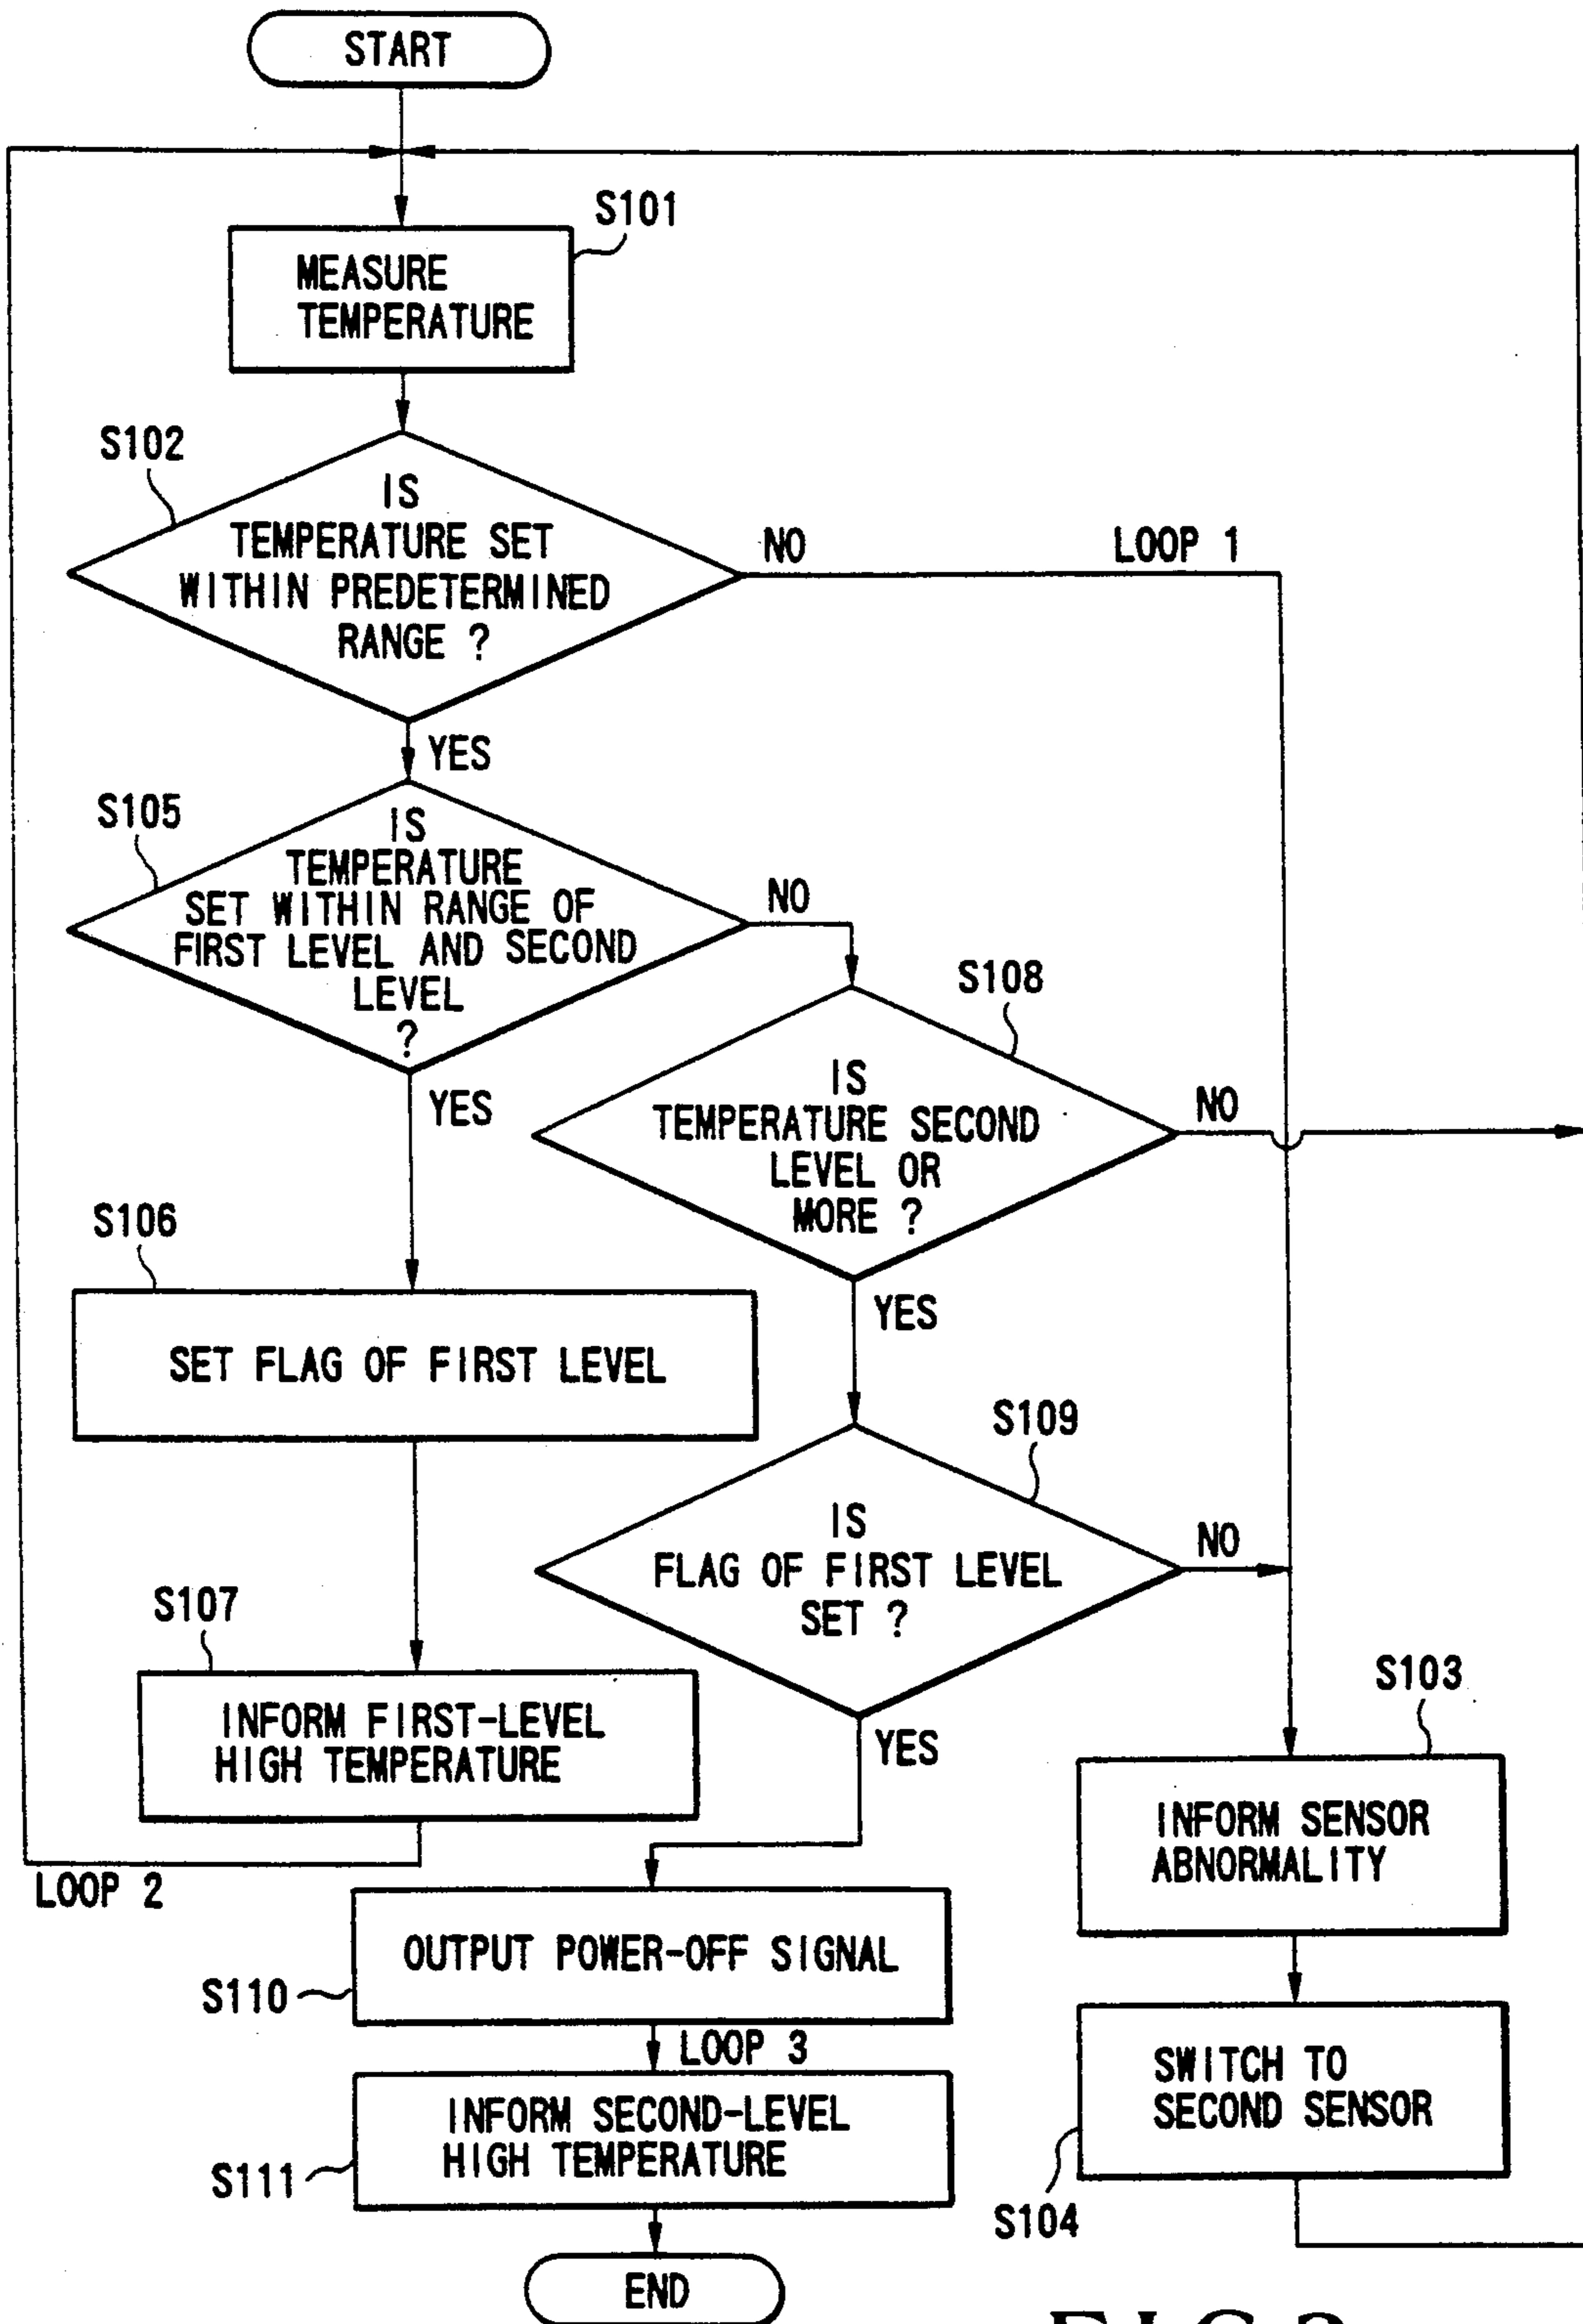 START
S101
MEASURE
TEMPERATURE
S102
IS
TEMPERATURE SET
WITHIN PREDETERMINED
RANGE ?
NO
LOOP 1
YES
S105
IS
TEMPERATURE
SET WITHIN RANGE OF
FIRST LEVEL AND SECOND
LEVEL
?
NO
YES
S108
IS
TEMPERATURE SECOND
LEVEL OR
MORE ?
NO
YES
S106
SET FLAG OF FIRST LEVEL
S109
IS
FLAG OF FIRST LEVEL
SET ?
NO
YES
S107
INFORM FIRST-LEVEL
HIGH TEMPERATURE
LOOP 2
S103
INFORM SENSOR
ABNORMALITY
OUTPUT POWER-OFF SIGNAL
S110
LOOP 3
SWITCH TO
SECOND SENSOR
S104
INFORM SECOND-LEVEL
HIGH TEMPERATURE
S111
END